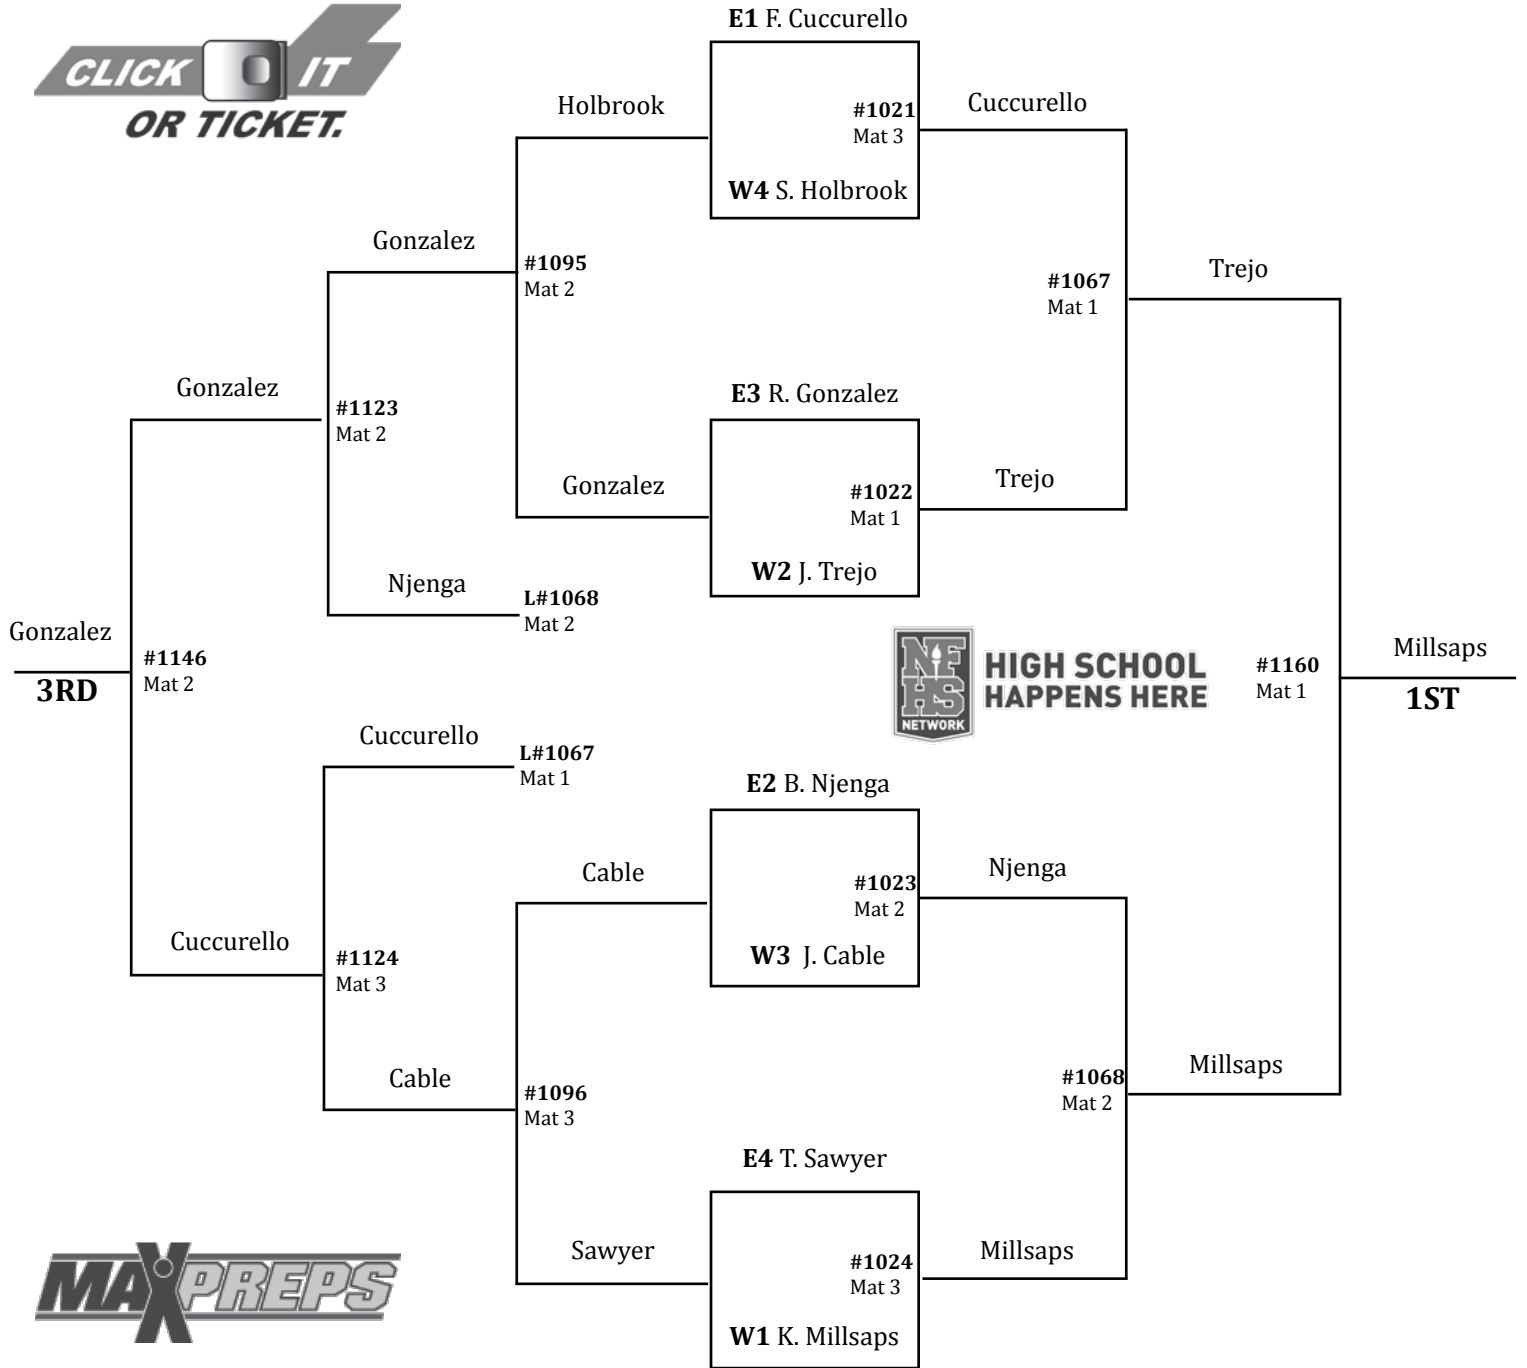 E1 F. Cuccurello
CLICK IT
OR TICKET.
Holbrook
#1021
Mat 3
Cuccurello
W4 S. Holbrook
Gonzalez
#1095
Mat 2
#1067
Mat 1
Trejo
Gonzalez
#1123
Mat 2
E3 R. Gonzalez
Gonzalez
#1022
Mat 1
Trejo
W2 J. Trejo
Njenga
L#1068
Mat 2
Gonzalez
3RD
#1146
Mat 2
NFHS
NETWORK
HIGH SCHOOL
HAPPENS HERE
#1160
Mat 1
Millsaps
1ST
Cuccurello
L#1067
Mat 1
E2 B. Njenga
Cable
#1023
Mat 2
Njenga
W3 J. Cable
Cuccurello
#1124
Mat 3
Cable
#1096
Mat 3
#1068
Mat 2
Millsaps
E4 T. Sawyer
Sawyer
#1024
Mat 3
Millsaps
W1 K. Millsaps
MAXPREPS